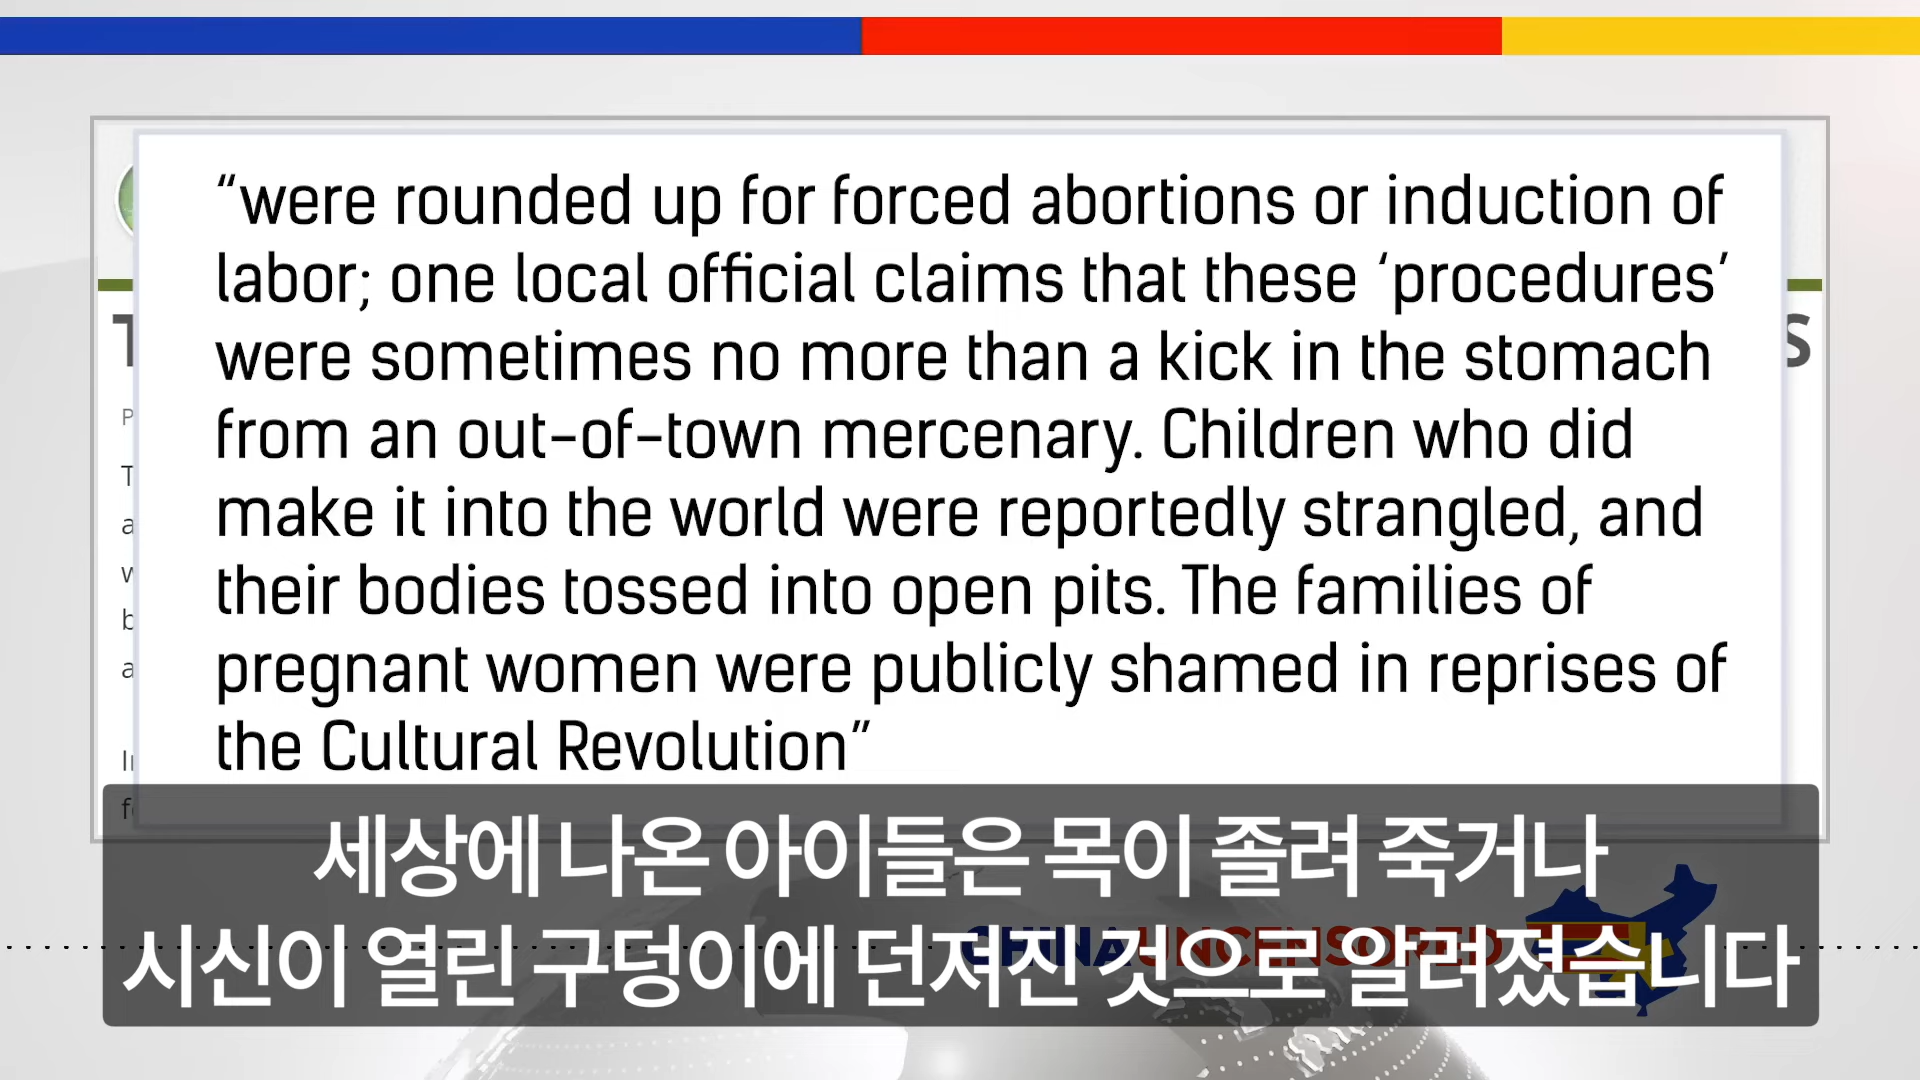 “were rounded up for forced abortions or induction of
labor; one local official claims that these ‘procedures’
were sometimes no more than a kick in the stomach
from an out-of-town mercenary. Children who did
make it into the world were reportedly strangled, and
their bodies tossed into open pits. The families of
pregnant women were publicly shamed in reprises of
the Cultural Revolution”
세상에 나온 아이들은 목이 졸려 죽거나
시신이 열린 구덩이에 던져진 것으로 알려졌습니다
CHINA UNCENSORED